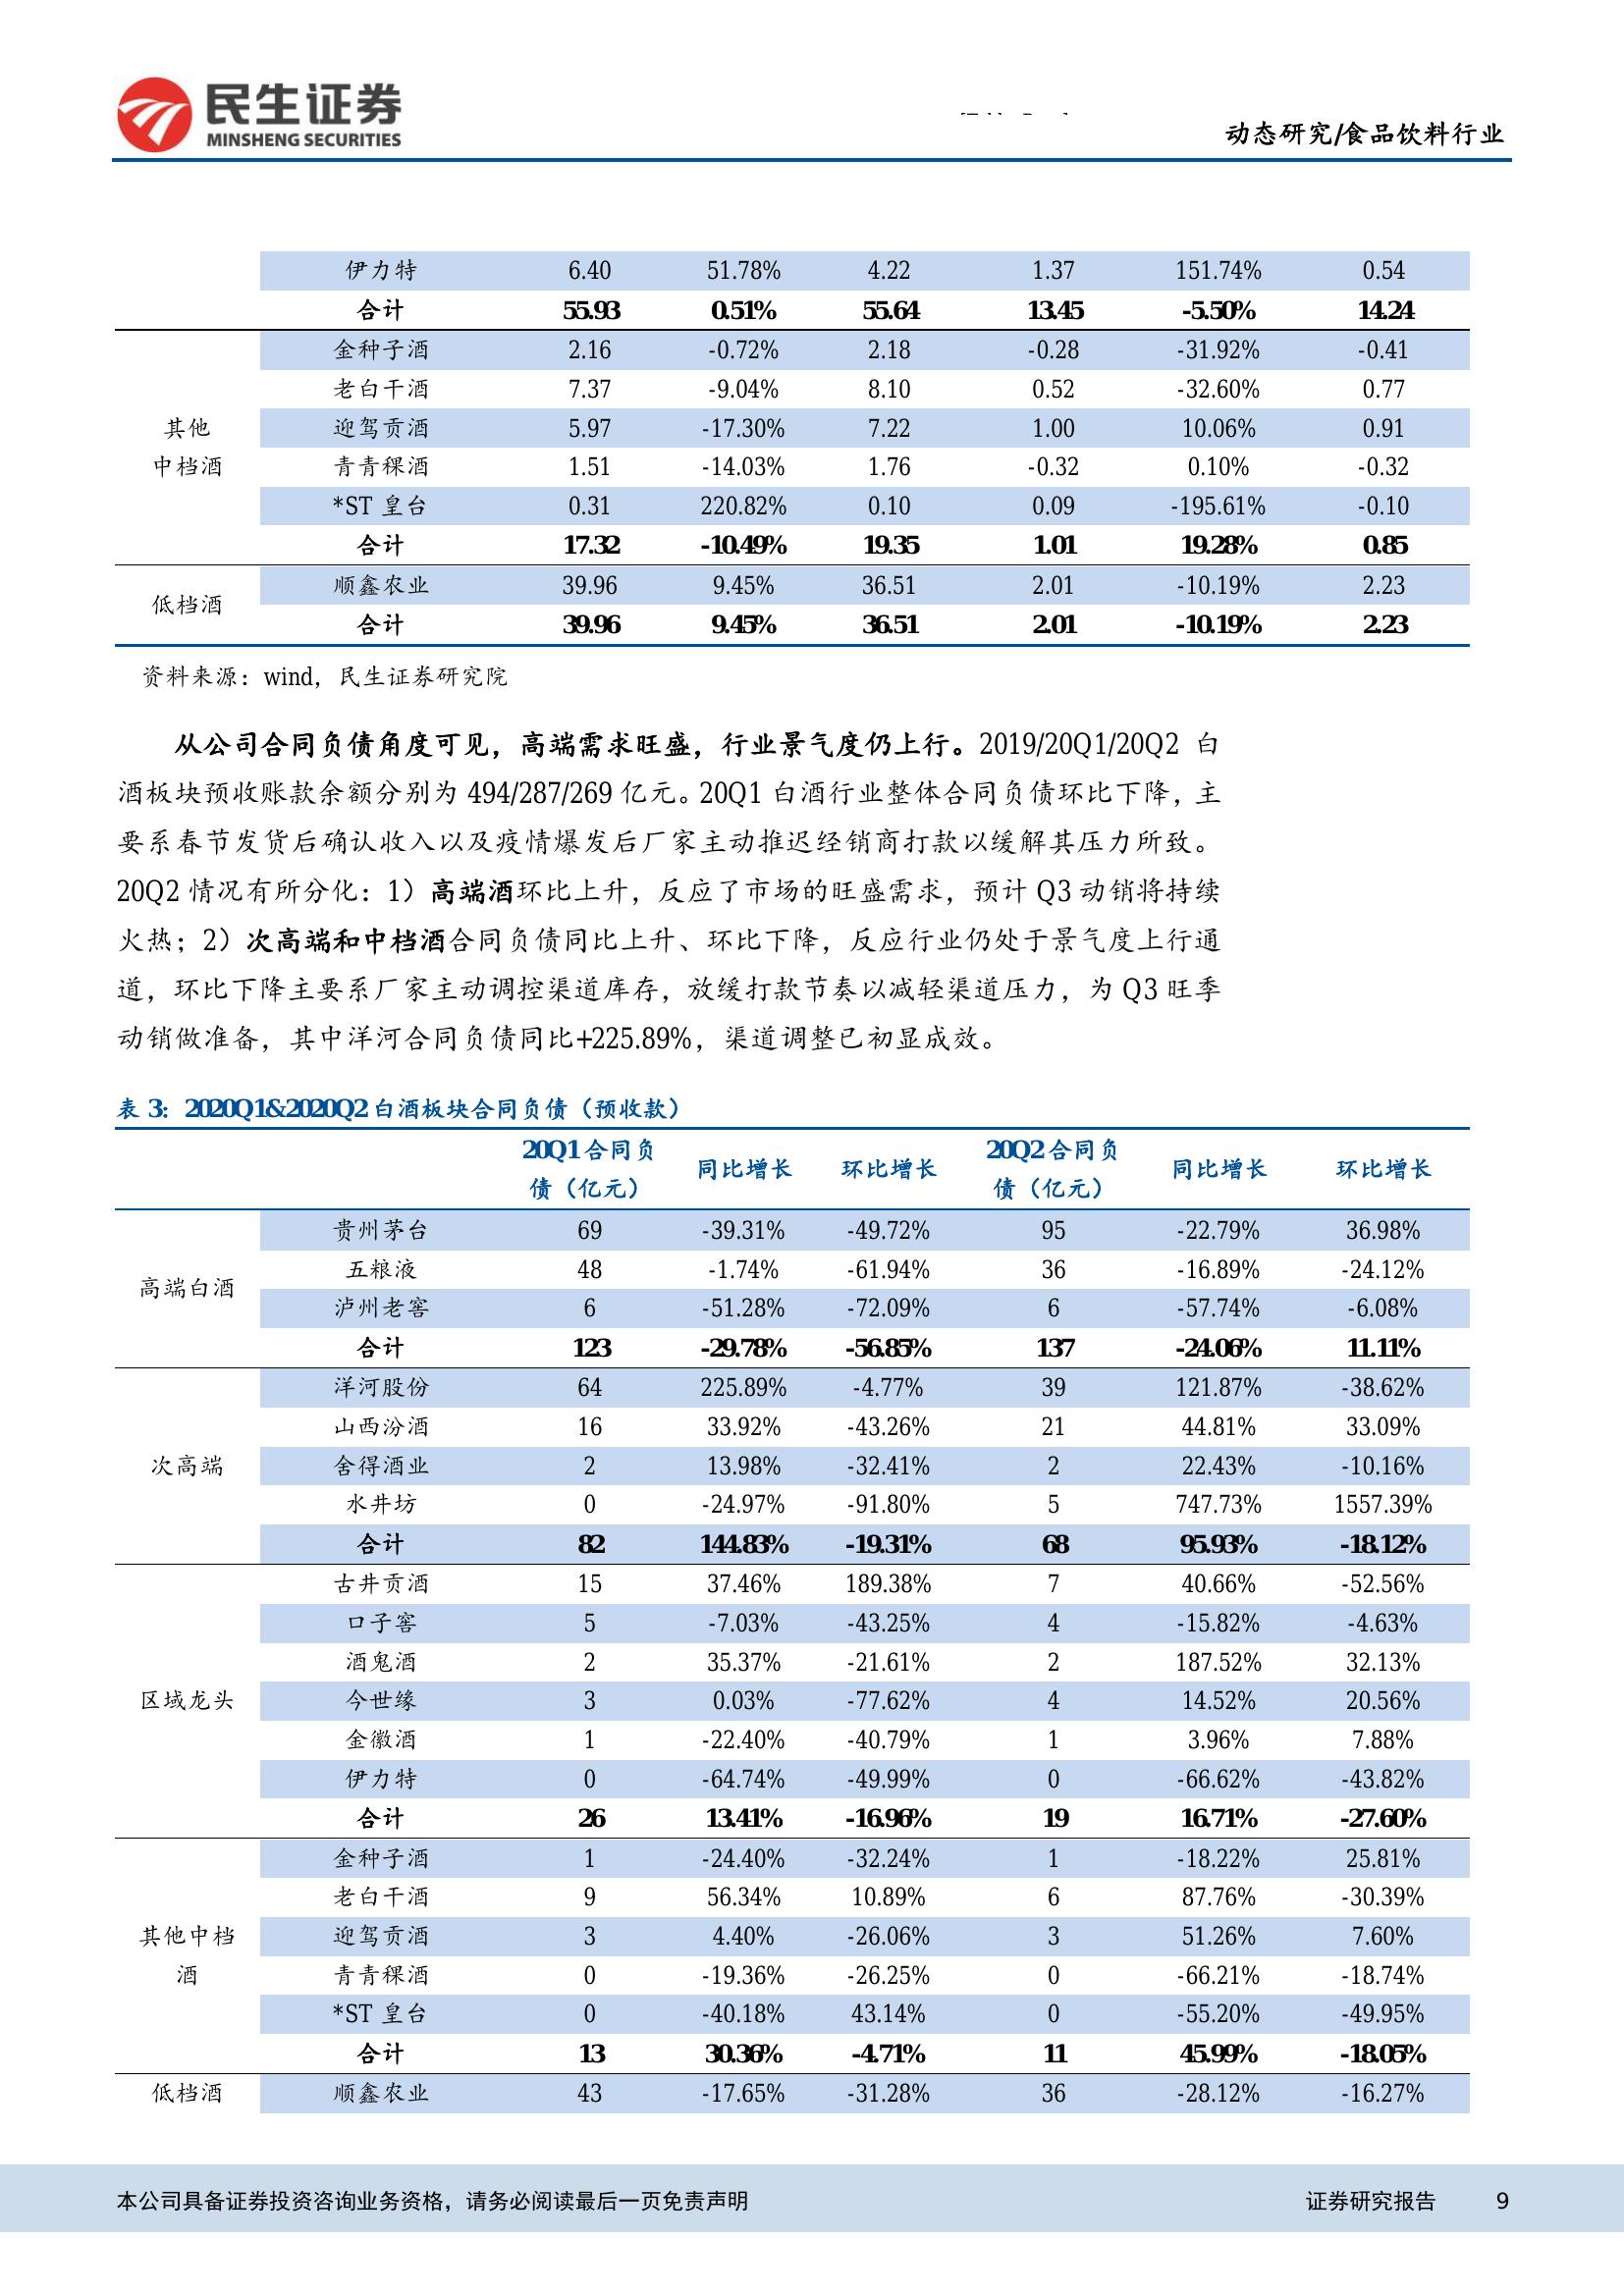 民生证券
MINSHENG SECURITIES
动态研究/食品饮料行业
伊力特 6.40 51.78% 4.22 1.37 151.74% 0.54
合计 55.93 0.51% 55.64 13.45 -5.50% 14.24
金种子酒 2.16 -0.72% 2.18 -0.28 -31.92% -0.41
老白干酒 7.37 -9.04% 8.10 0.52 -32.60% 0.77
其他 迎驾贡酒 5.97 -17.30% 7.22 1.00 10.06% 0.91
中档酒 青青稞酒 1.51 -14.03% 1.76 -0.32 0.10% -0.32
*ST 皇台 0.31 220.82% 0.10 0.09 -195.61% -0.10
合计 17.32 -10.49% 19.35 1.01 19.28% 0.85
低档酒 顺鑫农业 39.96 9.45% 36.51 2.01 -10.19% 2.23
合计 39.96 9.45% 36.51 2.01 -10.19% 2.23
资料来源：wind，民生证券研究院
从公司合同负债角度可见，高端需求旺盛，行业景气度仍上行。2019/20Q1/20Q2 白
酒板块预收账款余额分别为 494/287/269 亿元。20Q1 白酒行业整体合同负债环比下降，主
要系春节发货后确认收入以及疫情爆发后厂家主动推迟经销商打款以缓解其压力所致。
20Q2 情况有所分化：1）高端酒环比上升，反应了市场的旺盛需求，预计 Q3 动销将持续
火热；2）次高端和中档酒合同负债同比上升、环比下降，反应行业仍处于景气度上行通
道，环比下降主要系厂家主动调控渠道库存，放缓打款节奏以减轻渠道压力，为 Q3 旺季
动销做准备，其中洋河合同负债同比+225.89%，渠道调整已初显成效。
表 3：2020Q1&2020Q2 白酒板块合同负债（预收款）
20Q1 合同负债（亿元） 同比增长 环比增长 20Q2 合同负债（亿元） 同比增长 环比增长
贵州茅台 69 -39.31% -49.72% 95 -22.79% 36.98%
高端白酒 五粮液 48 -1.74% -61.94% 36 -16.89% -24.12%
泸州老窖 6 -51.28% -72.09% 6 -57.74% -6.08%
合计 123 -29.78% -56.85% 137 -24.06% 11.11%
洋河股份 64 225.89% -4.77% 39 121.87% -38.62%
山西汾酒 16 33.92% -43.26% 21 44.81% 33.09%
次高端 舍得酒业 2 13.98% -32.41% 2 22.43% -10.16%
水井坊 0 -24.97% -91.80% 5 747.73% 1557.39%
合计 82 144.83% -19.31% 68 95.93% -18.12%
古井贡酒 15 37.46% 189.38% 7 40.66% -52.56%
口子窖 5 -7.03% -43.25% 4 -15.82% -4.63%
酒鬼酒 2 35.37% -21.61% 2 187.52% 32.13%
区域龙头 今世缘 3 0.03% -77.62% 4 14.52% 20.56%
金徽酒 1 -22.40% -40.79% 1 3.96% 7.88%
伊力特 0 -64.74% -49.99% 0 -66.62% -43.82%
合计 26 13.41% -16.96% 19 16.71% -27.60%
金种子酒 1 -24.40% -32.24% 1 -18.22% 25.81%
老白干酒 9 56.34% 10.89% 6 87.76% -30.39%
其他中档 迎驾贡酒 3 4.40% -26.06% 3 51.26% 7.60%
酒 青青稞酒 0 -19.36% -26.25% 0 -66.21% -18.74%
*ST 皇台 0 -40.18% 43.14% 0 -55.20% -49.95%
合计 13 30.36% -4.71% 11 45.99% -18.05%
低档酒 顺鑫农业 43 -17.65% -31.28% 36 -28.12% -16.27%
本公司具备证券投资咨询业务资格，请务必阅读最后一页免责声明 证券研究报告 9